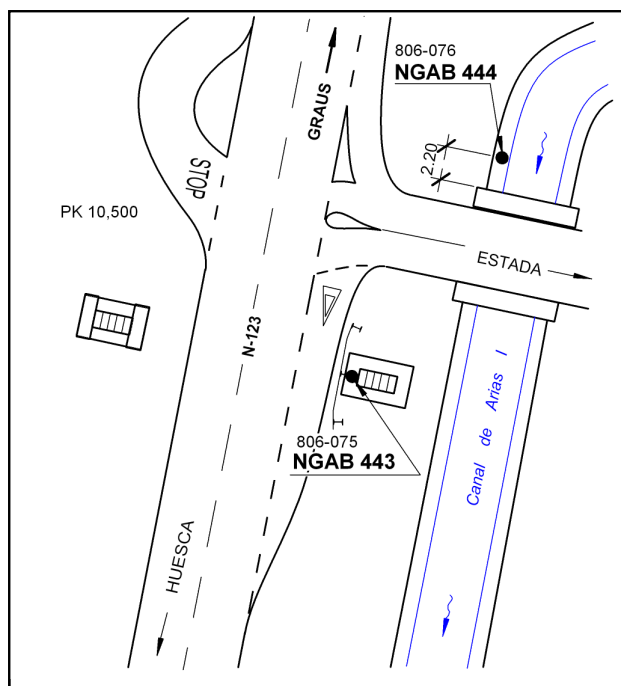 806-076
NGAB 444
GRAUS
2.20
STOP
PK 10,500
ESTADA
N-123
806-075
NGAB 443
Canal de Arias I
HUESCA